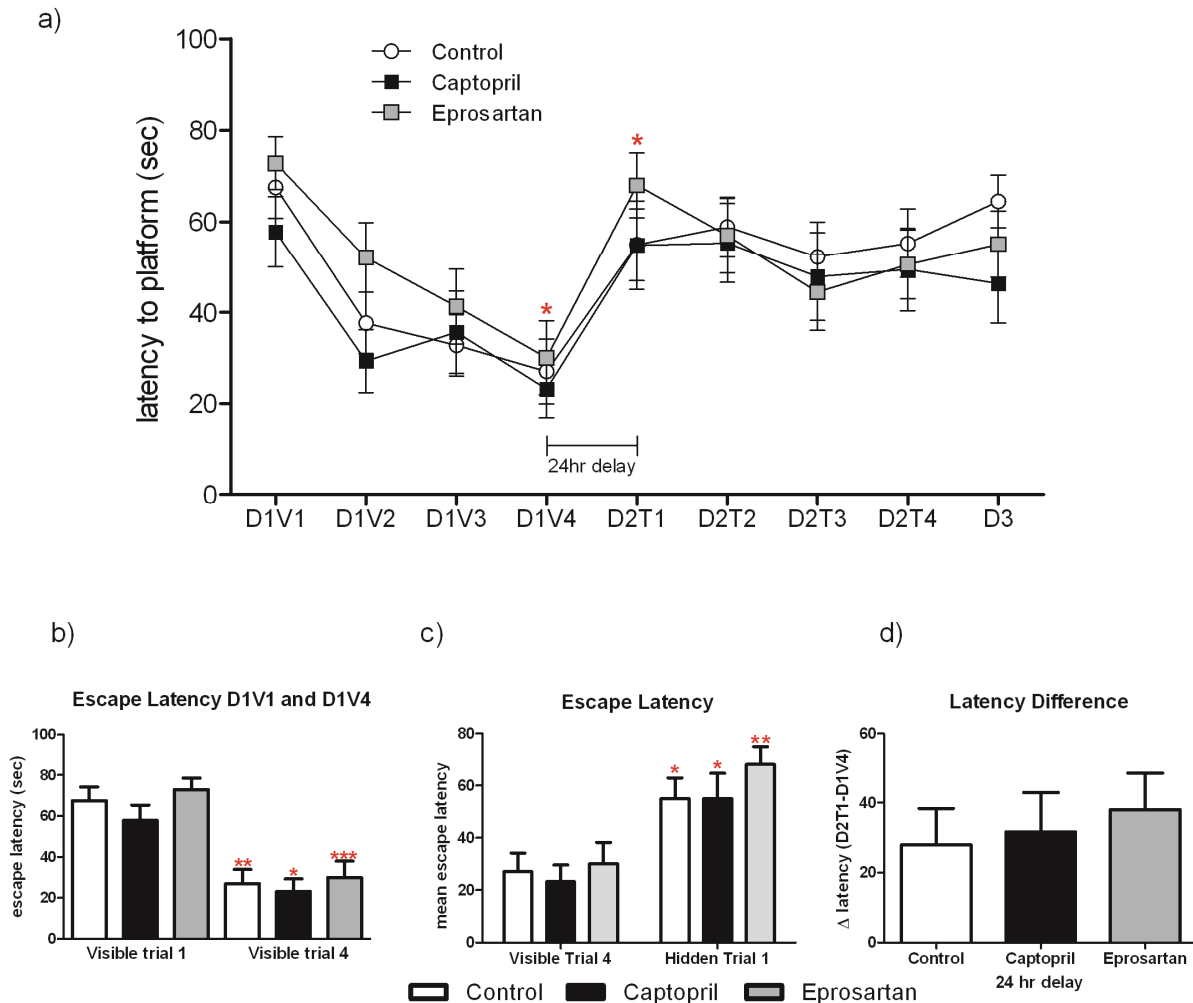 a)
100
80
60
40
20
0
latency to platform (sec)
Control
Captopril
Eprosartan
*
*
24hr delay
D1V1 D1V2 D1V3 D1V4 D2T1 D2T2 D2T3 D2T4 D3
b)
Escape Latency D1V1 and D1V4
escape latency (sec)
100
80
60
40
20
0
** * ***
Visible trial 1 Visible trial 4
c)
Escape Latency
mean escape latency
80
60
40
20
0
* * **
Visible Trial 4 Hidden Trial 1
d)
Latency Difference
Δ latency (D2T1-D1V4)
60
40
20
0
Control Captopril Eprosartan
24 hr delay
Control Captopril Eprosartan